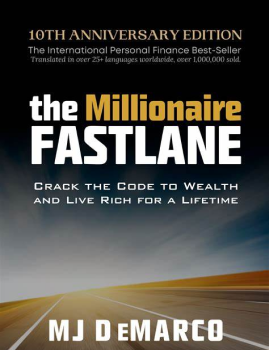 10TH ANNIVERSARY EDITION
The International Personal Finance Best-Seller
Translated in over 25+ languages worldwide, over 1,000,000 sold.
the Millionaire
FASTLANE
CRACK THE CODE TO WEALTH
AND LIVE RICH FOR A LIFETIME
MJ DEMARCO